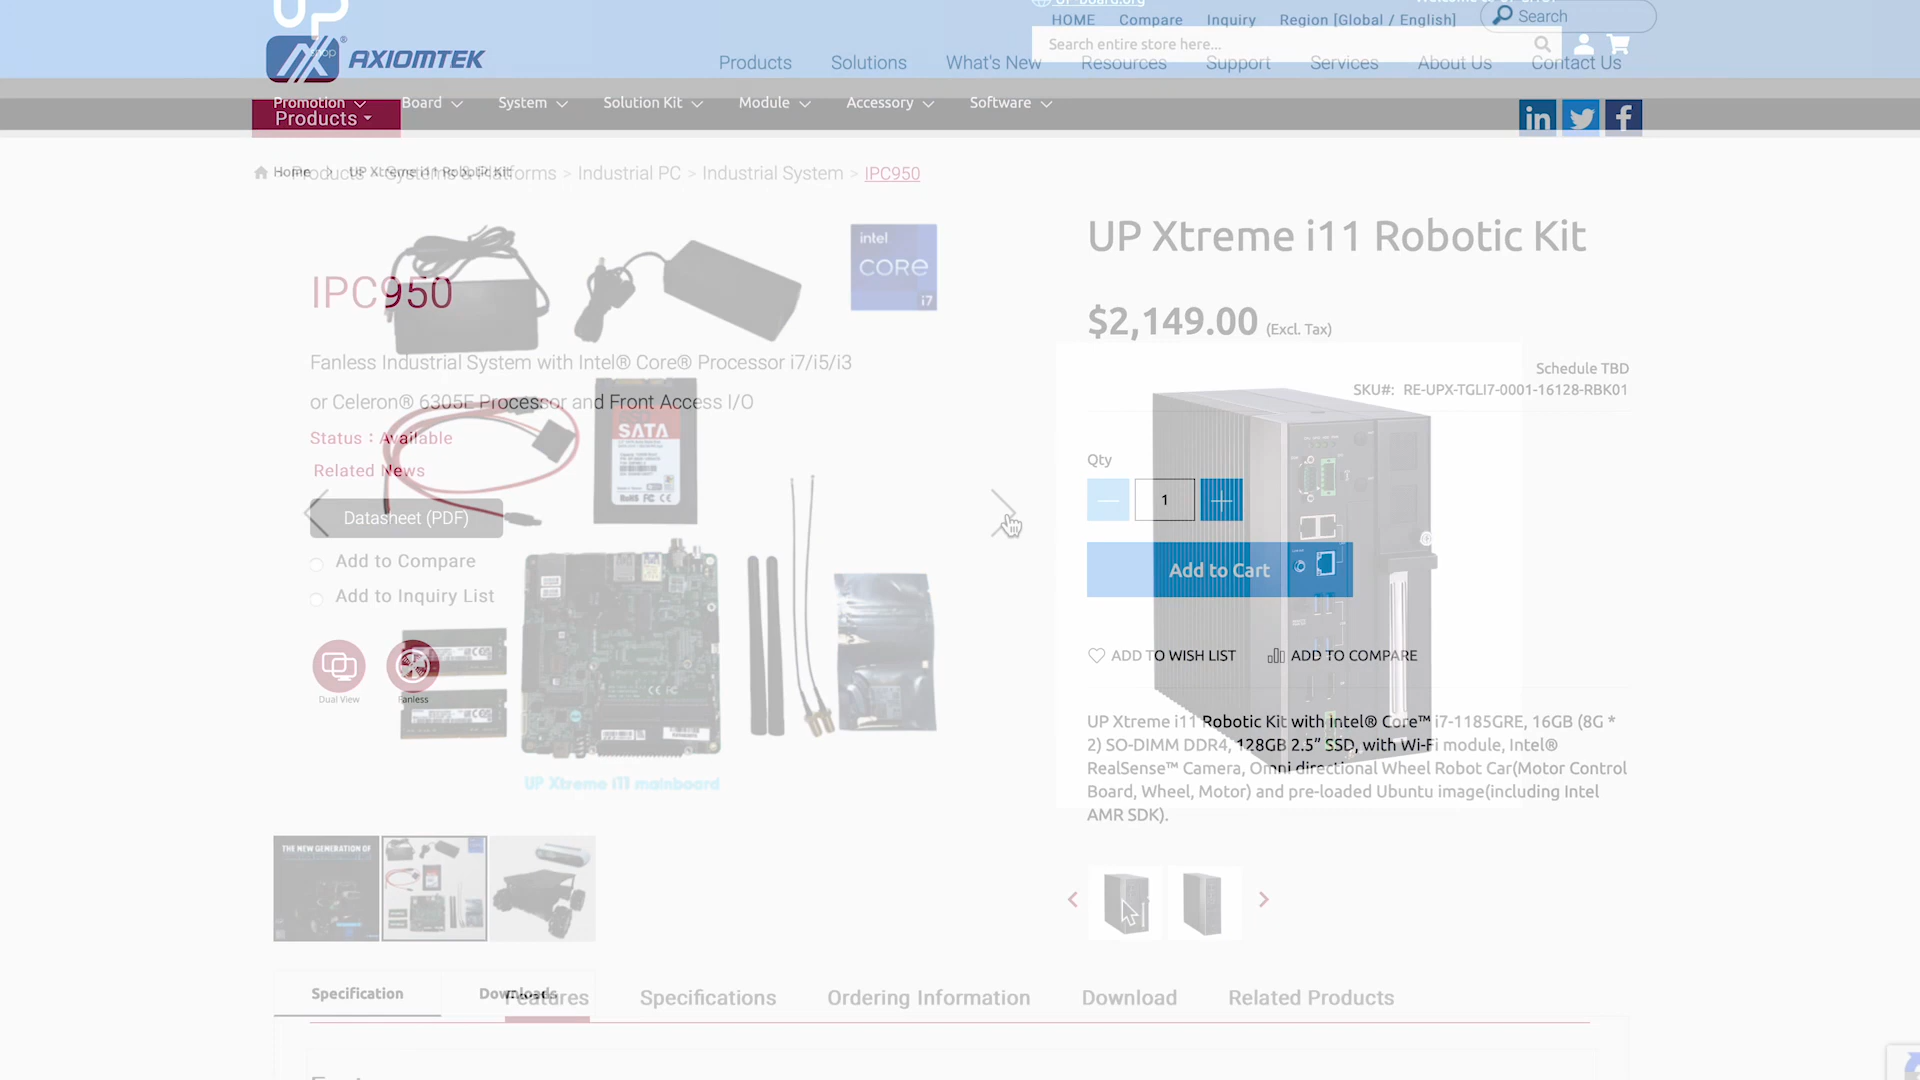 UP
shop
AXIOMTEK
UP-board.org
HOME Compare Inquiry Region [Global / English] Search
Search entire store here...
Products Solutions What's New Resources Support Services About Us Contact Us
Promotion Board System Solution Kit Module Accessory Software
Products
in
Home > UP Xtreme i11 Robotic Kit
Products > Systems & Platforms > Industrial PC > Industrial System > IPC950
UP Xtreme i11 Robotic Kit
intel
CORE
i7
IPC950
$2,149.00 (Excl. Tax)
Fanless Industrial System with Intel® Core® Processor i7/i5/i3
or Celeron® 6305E Processor and Front Access I/O
Schedule TBD
SKU#: RE-UPX-TGLI7-0001-16128-RBK01
SATA
RoHS
Status : Available
Related News
Qty
1
Datasheet (PDF)
Add to Compare
Add to Inquiry List
Add to Cart
Dual View
Fanless
ADD TO WISH LIST ADD TO COMPARE
UP Xtreme i11 Robotic Kit with Intel® Core™ i7-1185GRE, 16GB (8G *
2) SO-DIMM DDR4, 128GB 2.5” SSD, with Wi-Fi module, Intel®
RealSense™ Camera, Omni directional Wheel Robot Car(Motor Control
Board, Wheel, Motor) and pre-loaded Ubuntu image(including Intel
AMR SDK).
UP Xtreme i11 mainboard
THE NEW GENERATION OF
Specification Downloads
Features Specifications Ordering Information Download Related Products